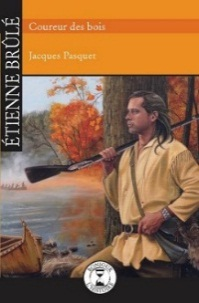 ÉTIENNE BRÛLÉ
Coureur des bois
Jacques Pasquet